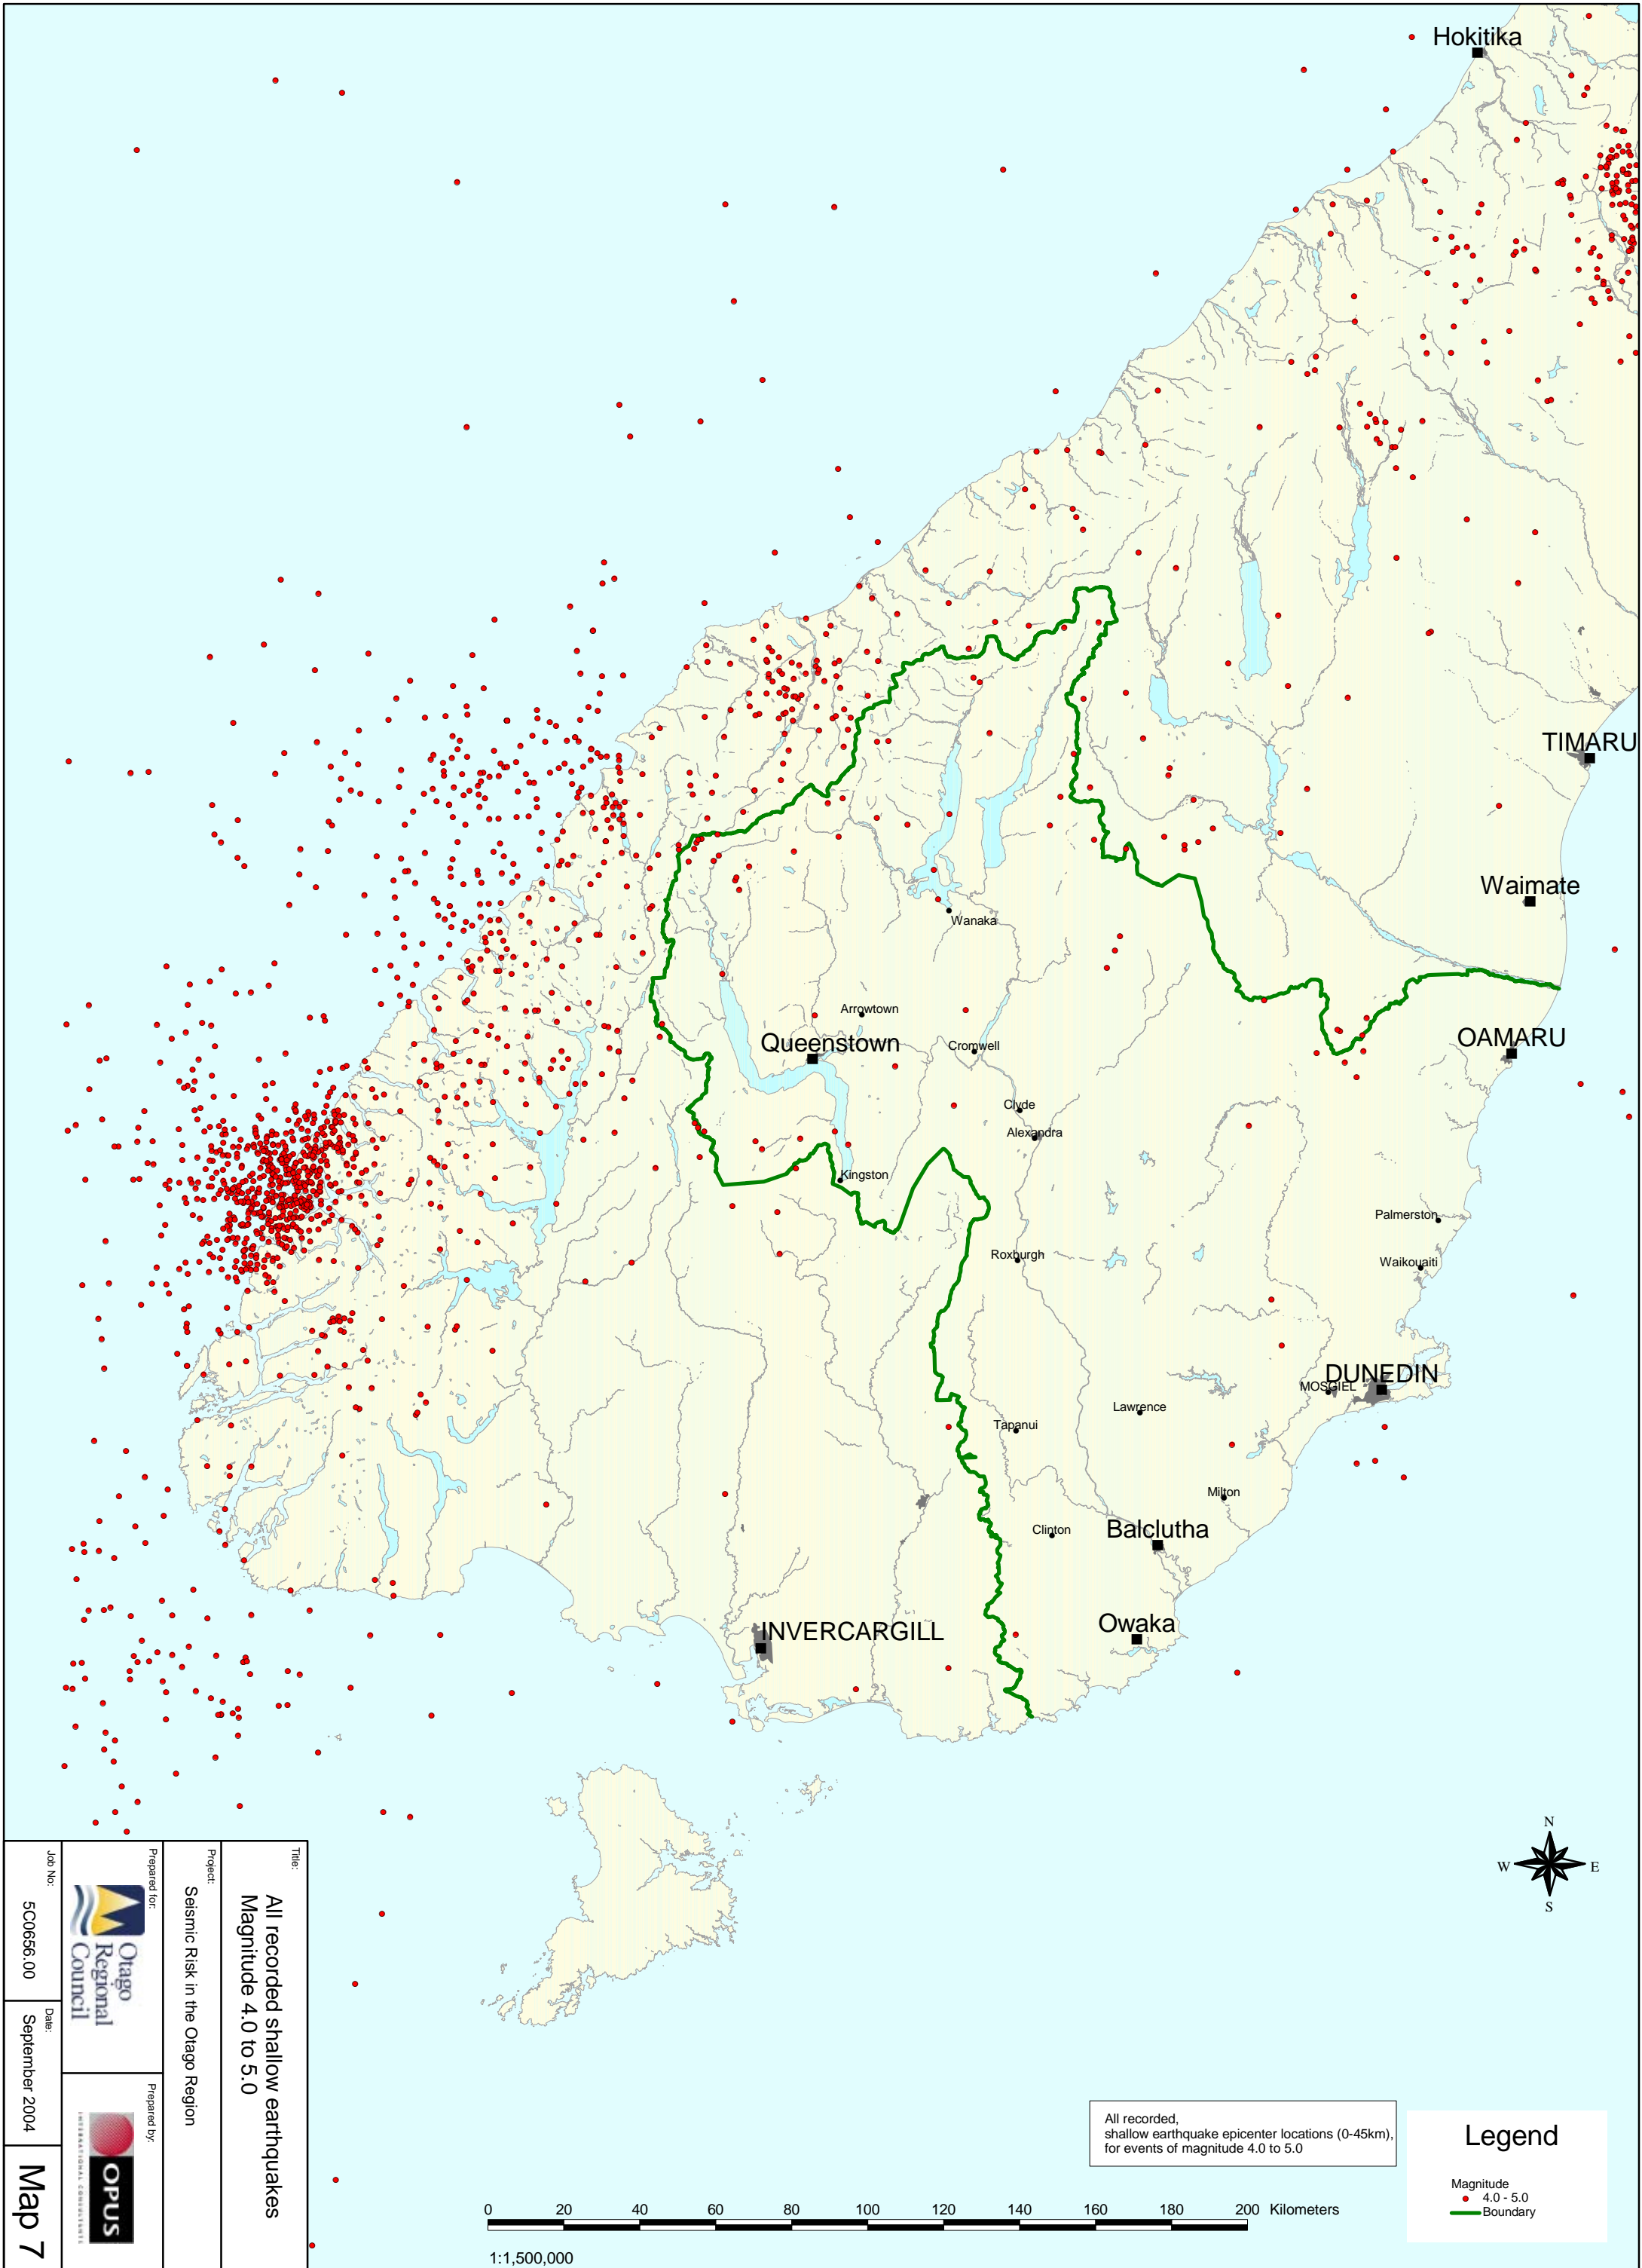 Hokitika
TIMARU
Waimate
Wanaka
Arrowtown
Queenstown
Cromwell
OAMARU
Clyde
Alexandra
Kingston
Palmerston
Roxburgh
Waikouaiti
DUNEDIN
MOSGIEL
Lawrence
Tapanui
Milton
Clinton
Balclutha
Owaka
INVERCARGILL
N
W E
S
Title:
All recorded shallow earthquakes
Magnitude 4.0 to 5.0
Project:
Seismic Risk in the Otago Region
Prepared for:
Otago
Regional
Council
Prepared by:
OPUS
INTERNATIONAL CONSULTANTS
Job No:
5C0656.00
Date:
September 2004
Map 7
All recorded,
shallow earthquake epicenter locations (0-45km),
for events of magnitude 4.0 to 5.0
Legend
Magnitude
4.0 - 5.0
Boundary
0 20 40 60 80 100 120 140 160 180 200 Kilometers
1:1,500,000